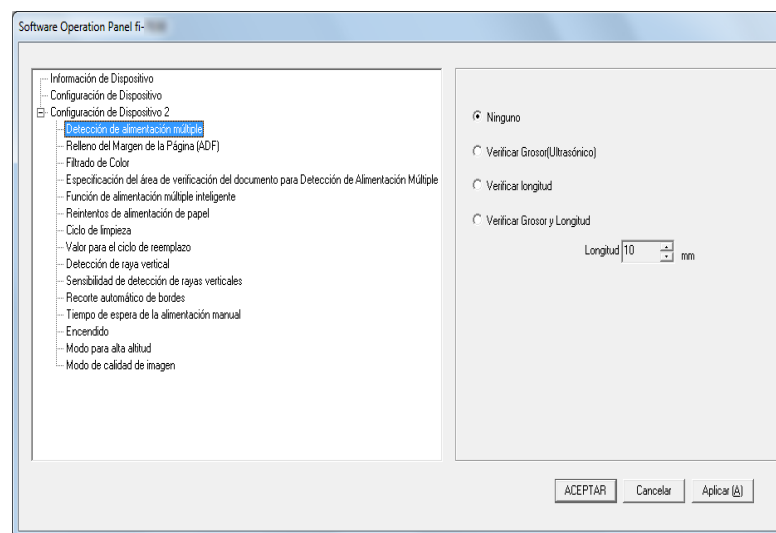 Software Operation Panel fi-
Información de Dispositivo
Configuración de Dispositivo
Configuración de Dispositivo 2
Detección de alimentación múltiple
Relleno del Margen de la Página (ADF)
Filtrado de Color
Especificación del área de verificación del documento para Detección de Alimentación Múltiple
Función de alimentación múltiple inteligente
Reintentos de alimentación de papel
Ciclo de limpieza
Valor para el ciclo de reemplazo
Detección de raya vertical
Sensibilidad de detección de rayas verticales
Recorte automático de bordes
Tiempo de espera de la alimentación manual
Encendido
Modo para alta altitud
Modo de calidad de imagen
Ninguno
Verificar Grosor(Ultrasónico)
Verificar longitud
Verificar Grosor y Longitud
Longitud 10 mm
ACEPTAR Cancelar Aplicar (A)